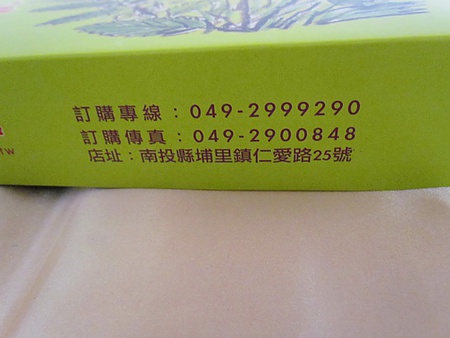 訂購專線：049-2999290
訂購傳真：049-2900848
店址：南投縣埔里鎮仁愛路25號